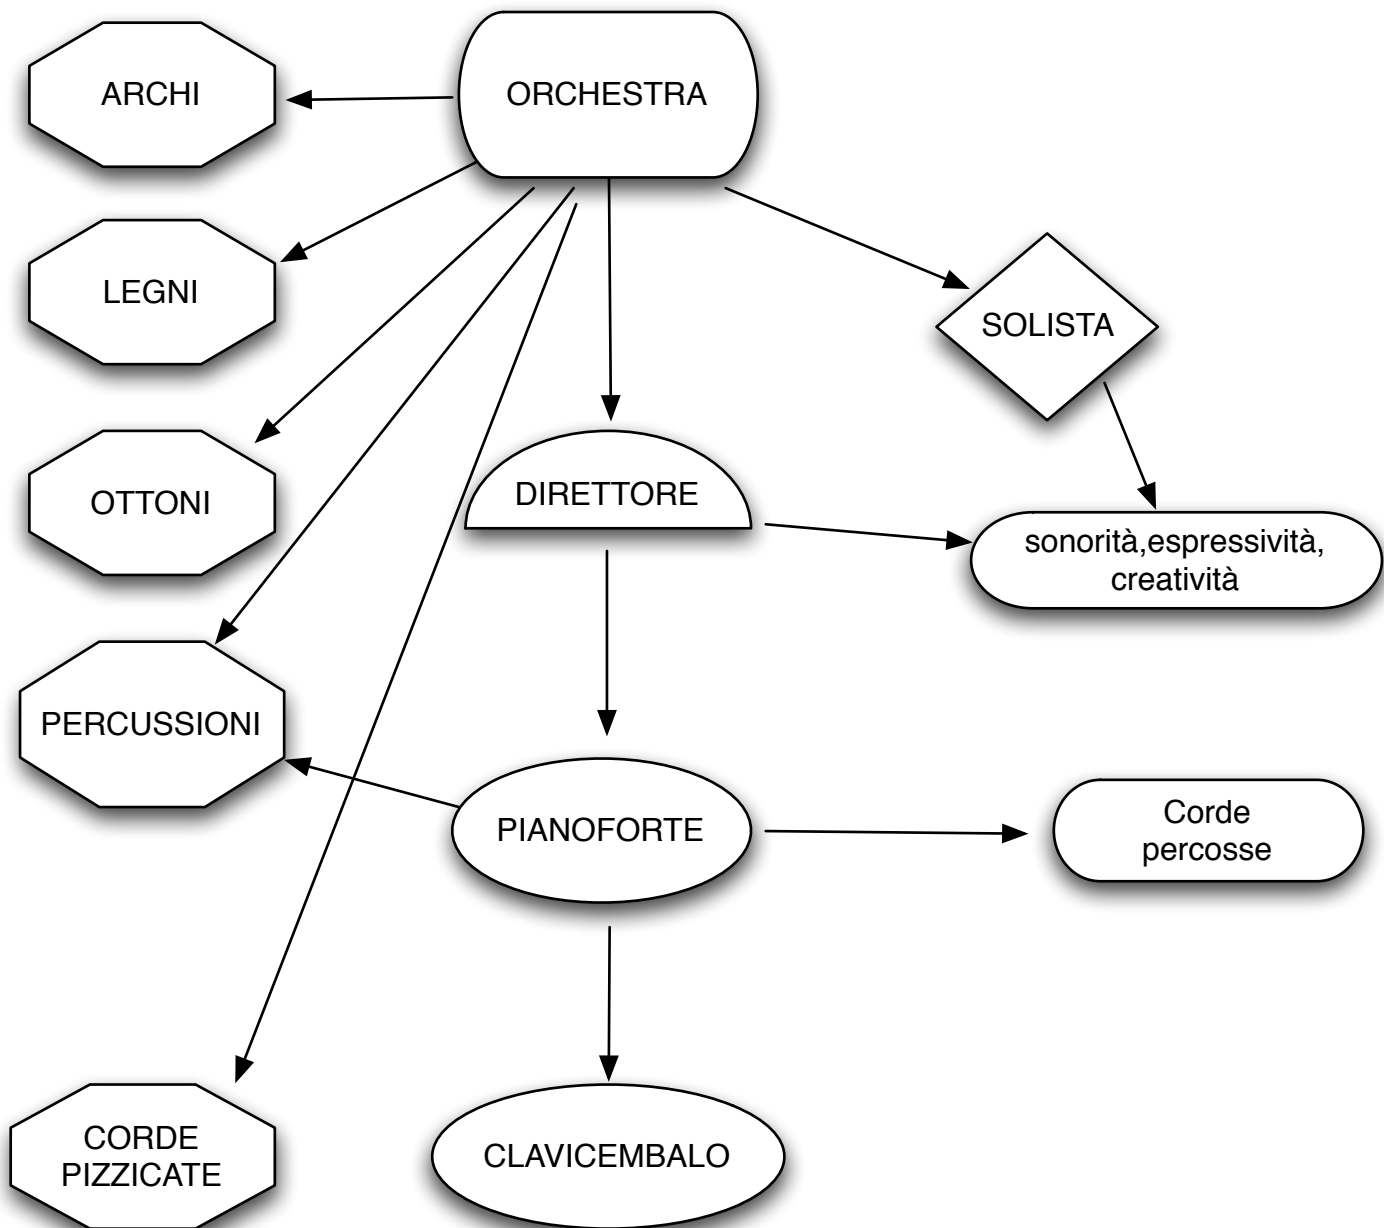 ARCHI
ORCHESTRA
LEGNI
SOLISTA
OTTONI
DIRETTORE
sonorità,espressività,
creatività
PERCUSSIONI
PIANOFORTE
Corde
percosse
CORDE
PIZZICATE
CLAVICEMBALO